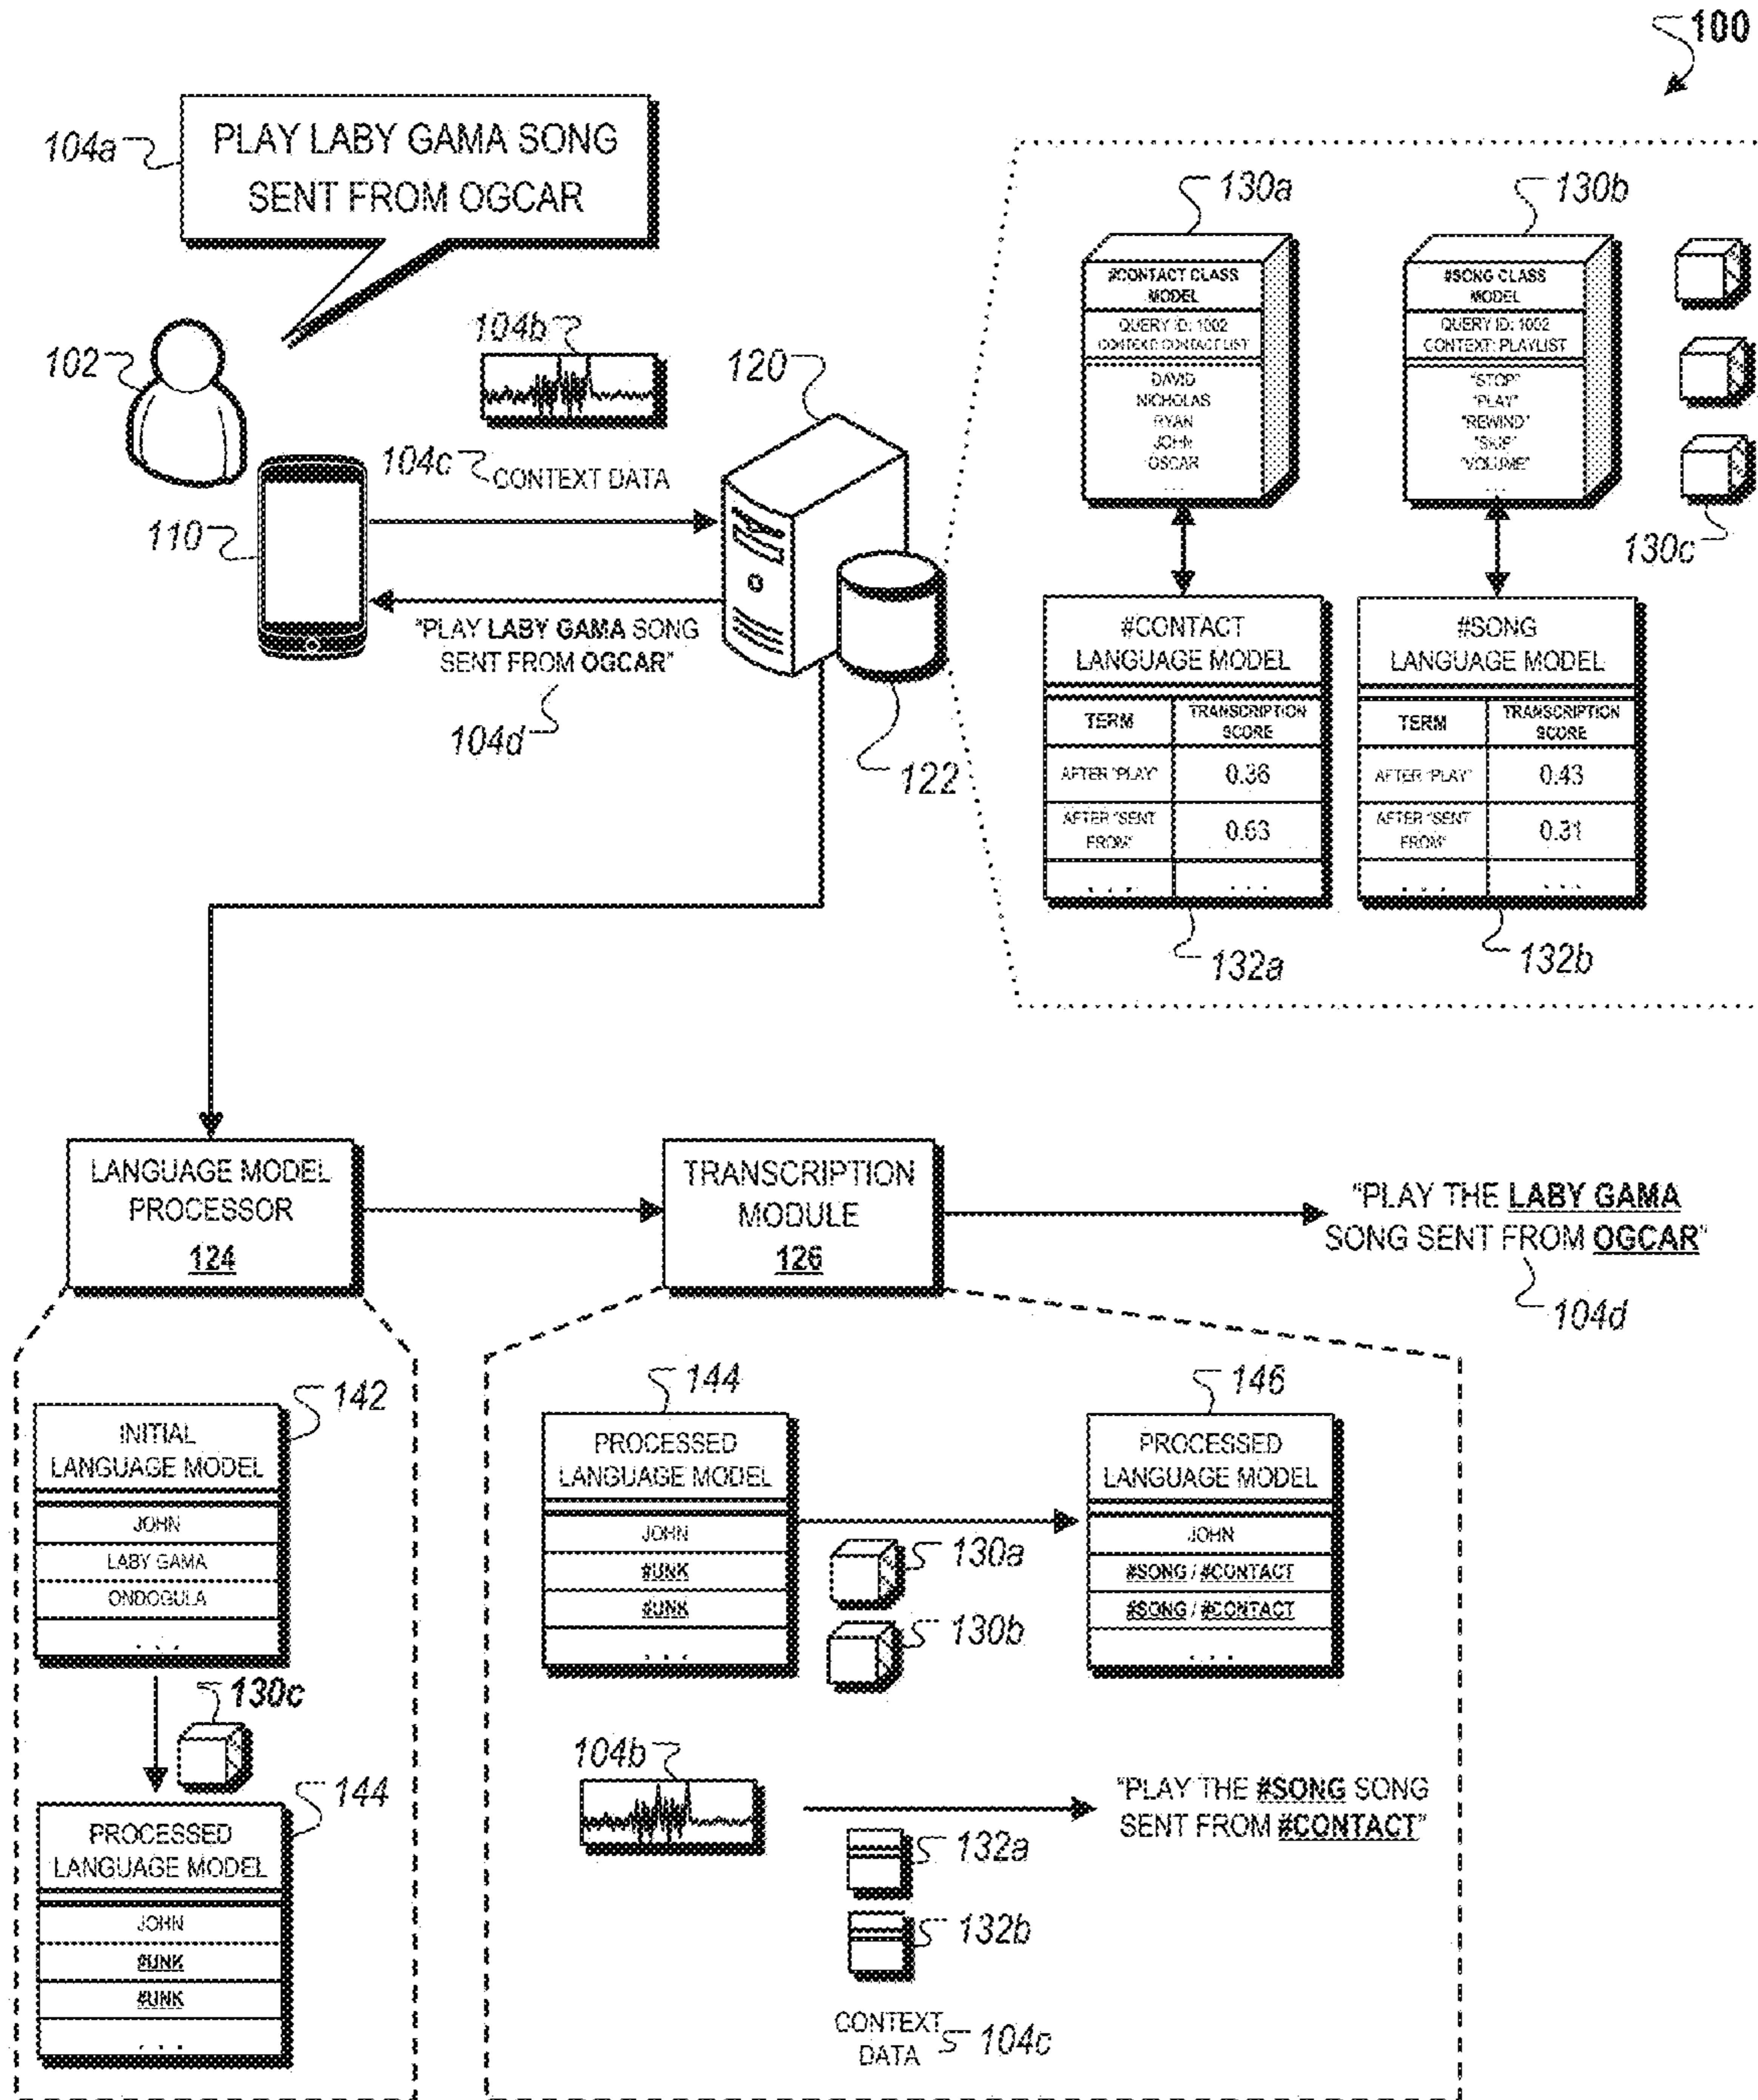 100
104a
PLAY LABY GAMA SONG
SENT FROM OGCAR
102
104b
104c
CONTEXT DATA
110
120
"PLAY LABY GAMA SONG
SENT FROM OGCAR"
104d
122
130a
#CONTACT CLASS
MODEL
QUERY ID: 1002
CONTEXT: CONTACT LIST
DAVID
NICHOLAS
RYAN
JOHN
OSCAR
...
130b
#SONG CLASS
MODEL
QUERY ID: 1002
CONTEXT: PLAYLIST
"STOP"
"PLAY"
"REWIND"
"SKIP"
"VOLUME"
...
130c
#CONTACT
LANGUAGE MODEL
TERM
TRANSCRIPTION
SCORE
AFTER "PLAY"
0.36
AFTER "SENT
FROM"
0.63
...
...
132a
#SONG
LANGUAGE MODEL
TERM
TRANSCRIPTION
SCORE
AFTER "PLAY"
0.43
AFTER "SENT
FROM"
0.31
...
...
132b
LANGUAGE MODEL
PROCESSOR
124
TRANSCRIPTION
MODULE
126
"PLAY THE LABY GAMA
SONG SENT FROM OGCAR"
104d
142
INITIAL
LANGUAGE MODEL
JOHN
LABY GAMA
ONDOGULA
...
130c
144
PROCESSED
LANGUAGE MODEL
JOHN
#UNK
#UNK
...
144
PROCESSED
LANGUAGE MODEL
JOHN
#UNK
#UNK
...
130a
130b
146
PROCESSED
LANGUAGE MODEL
JOHN
#SONG / #CONTACT
#SONG / #CONTACT
...
104b
132a
132b
CONTEXT
DATA
104c
"PLAY THE #SONG SONG
SENT FROM #CONTACT"